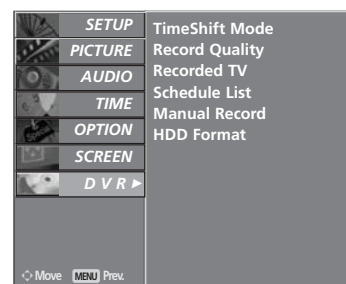 SETUP
PICTURE
AUDIO
TIME
OPTION
SCREEN
D V R ►
TimeShift Mode
Record Quality
Recorded TV
Schedule List
Manual Record
HDD Format
Move MENU Prev.